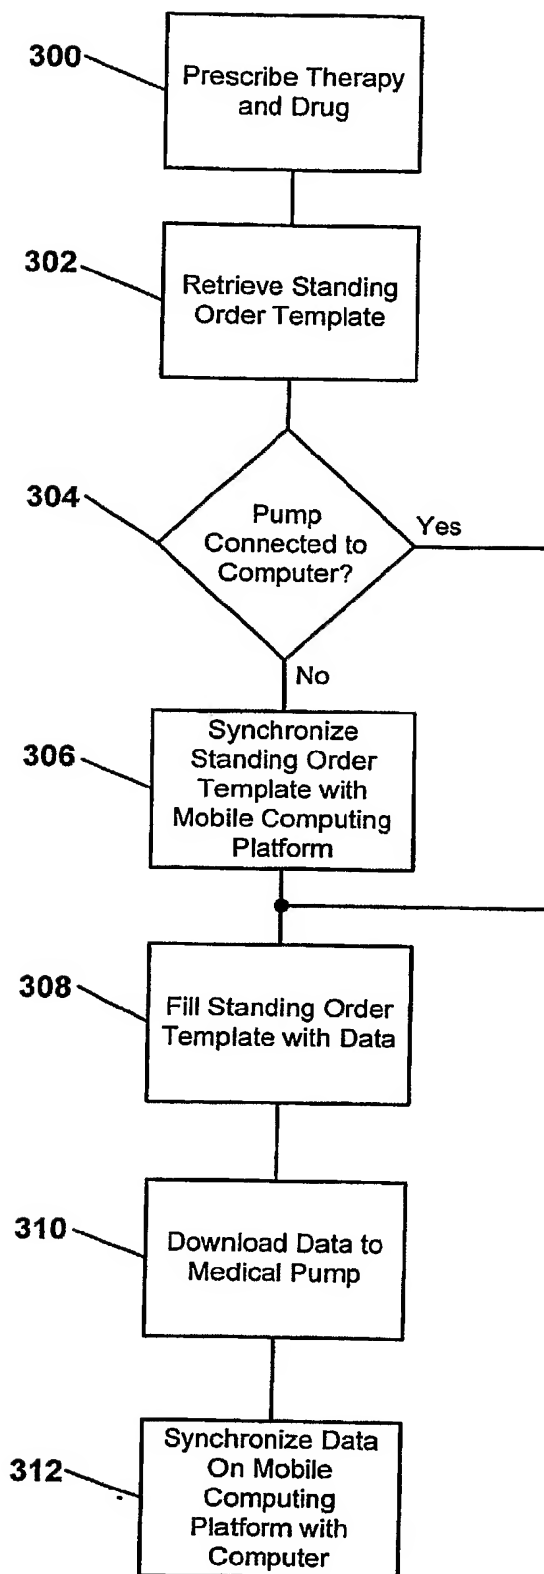 300
Prescribe Therapy
and Drug
302
Retrieve Standing
Order Template
304
Pump
Connected to
Computer?
Yes
No
306
Synchronize
Standing Order
Template with
Mobile Computing
Platform
308
Fill Standing Order
Template with Data
310
Download Data to
Medical Pump
312
Synchronize Data
On Mobile
Computing
Platform with
Computer